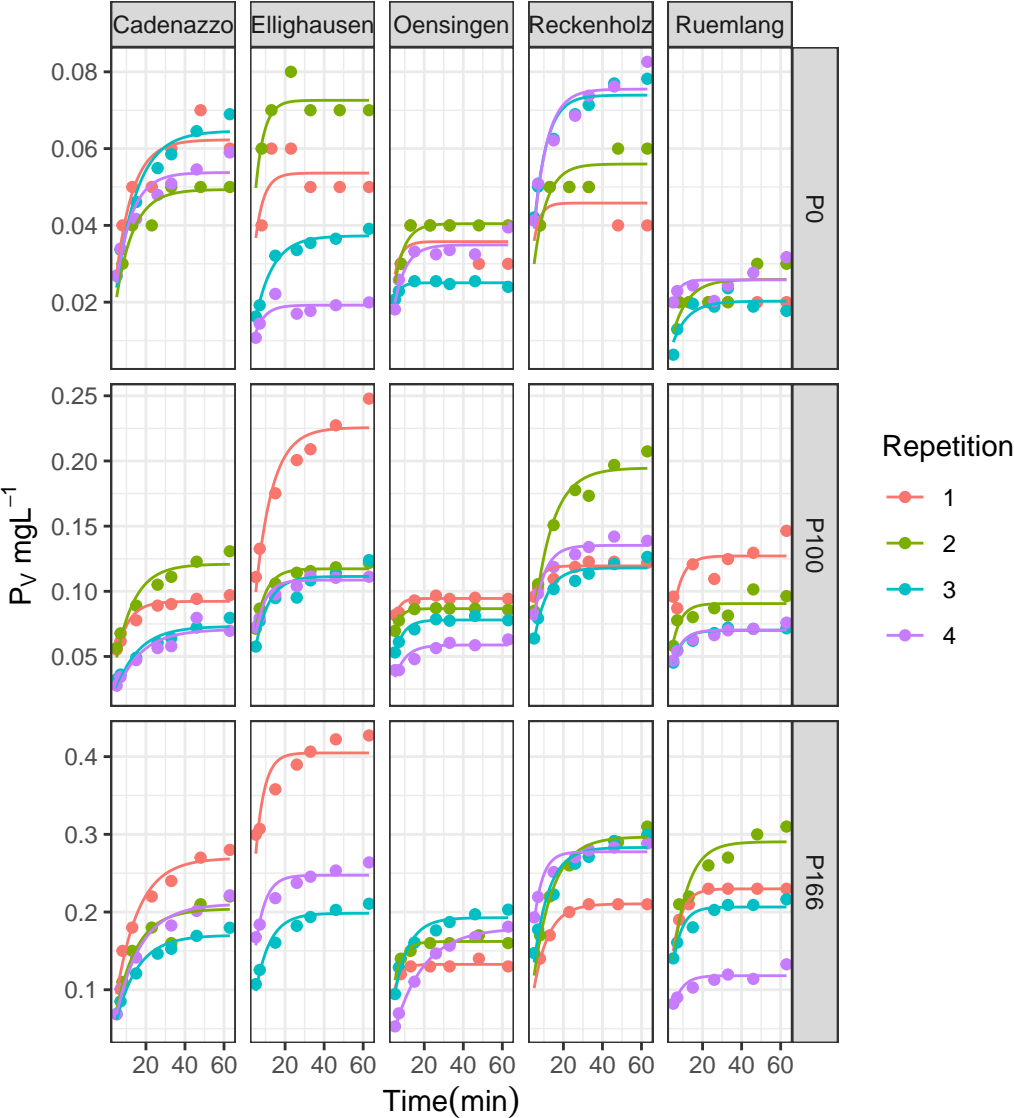 Cadenazzo Ellighausen Oensingen Reckenholz Ruemlang
0.08
0.06
0.04
0.02
P0
0.25
0.20
0.15
0.10
0.05
P100
0.4
0.3
0.2
0.1
P166
20 40 60 20 40 60 20 40 60 20 40 60 20 40 60
Time(min)
P_V mgL⁻¹
Repetition
1
2
3
4